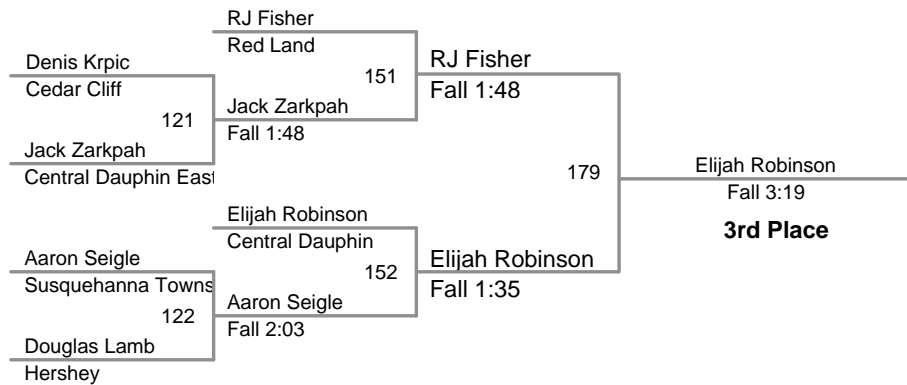 RJ Fisher
Red Land
Denis Krpic
Cedar Cliff
151
RJ Fisher
Fall 1:48
121
Jack Zarkpah
Fall 1:48
Jack Zarkpah
Central Dauphin East
179
Elijah Robinson
Fall 3:19
3rd Place
Elijah Robinson
Central Dauphin
Aaron Seigle
Susquehanna Towns
152
Elijah Robinson
Fall 1:35
122
Aaron Seigle
Fall 2:03
Douglas Lamb
Hershey